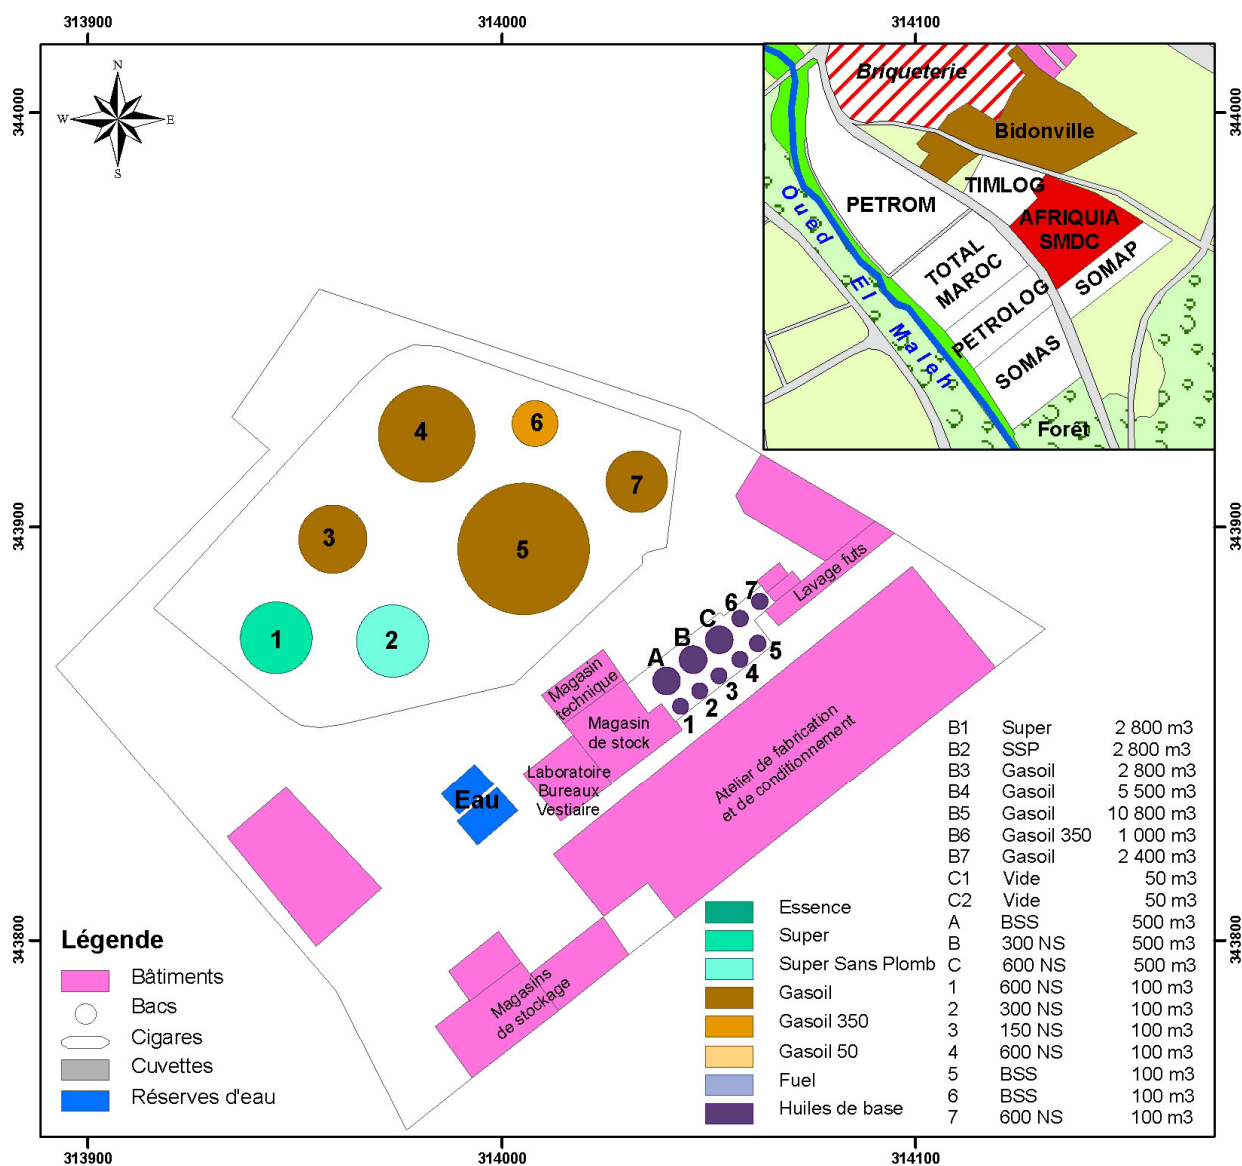 313900
314000
314100
344000
343900
343800
344000
343900
343800
313900
314000
314100
N
W
E
S
Briqueterie
Bidonville
TIMLOG
PETROM
AFRIQUIA
SMDC
TOTAL
MAROC
SOMAP
PETROLOG
SOMAS
Oued El Maleh
Forêt
4
6
7
3
5
1
2
Lavage futs
7
6
C
B
A
5
4
3
2
1
Magasin
technique
Magasin
de stock
Laboratoire
Bureaux
Vestiaire
Eau
Atelier de fabrication
et de conditionnement
Magasins
de stockage
Légende
Bâtiments
Bacs
Cigares
Cuvettes
Réserves d'eau
Essence
Super
Super Sans Plomb
Gasoil
Gasoil 350
Gasoil 50
Fuel
Huiles de base
B1 Super 2 800 m3
B2 SSP 2 800 m3
B3 Gasoil 2 800 m3
B4 Gasoil 5 500 m3
B5 Gasoil 10 800 m3
B6 Gasoil 350 1 000 m3
B7 Gasoil 2 400 m3
C1 Vide 50 m3
C2 Vide 50 m3
A BSS 500 m3
B 300 NS 500 m3
C 600 NS 500 m3
1 600 NS 100 m3
2 300 NS 100 m3
3 150 NS 100 m3
4 600 NS 100 m3
5 BSS 100 m3
6 BSS 100 m3
7 600 NS 100 m3